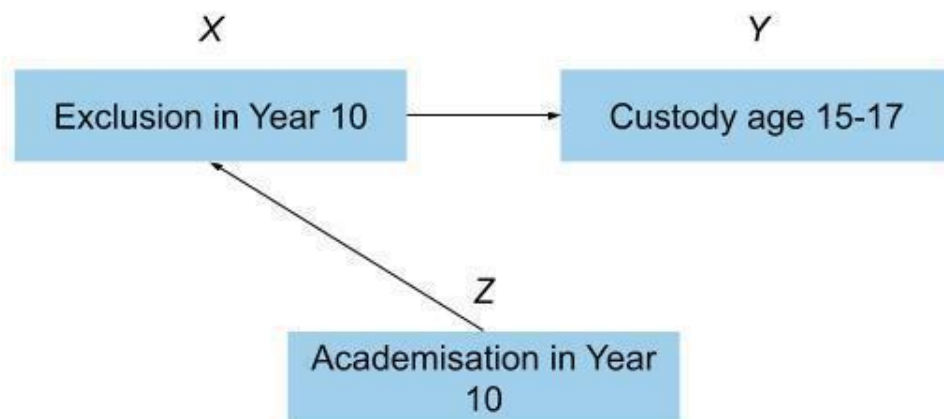 X
Y
Exclusion in Year 10
Custody age 15-17
Z
Academisation in Year
10